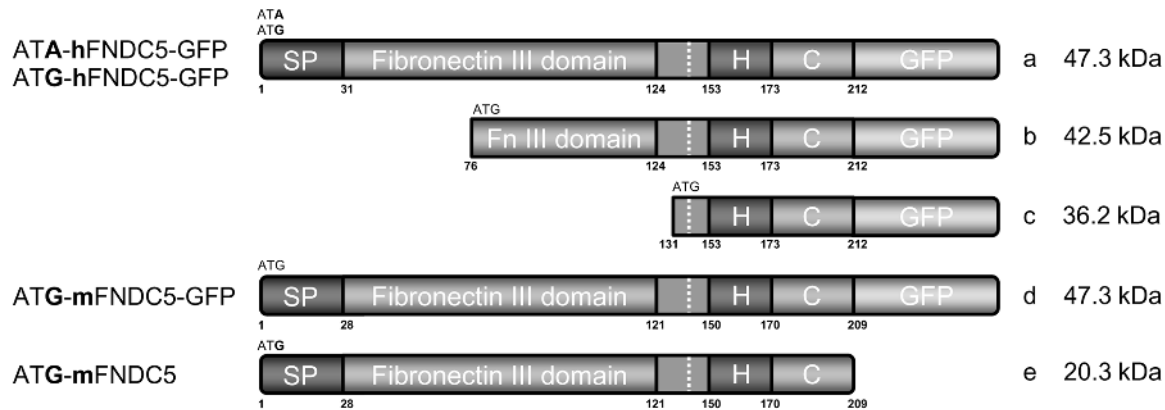 ATA
ATG
ATA-hFNDC5-GFP
ATG-hFNDC5-GFP
SP Fibronectin III domain H C GFP a 47.3 kDa
1 31 124 153 173 212
ATG
Fn III domain H C GFP b 42.5 kDa
76 124 153 173 212
ATG
H C GFP c 36.2 kDa
131 153 173 212
ATG
ATG-mFNDC5-GFP SP Fibronectin III domain H C GFP d 47.3 kDa
1 28 121 150 170 209
ATG
ATG-mFNDC5 SP Fibronectin III domain H C e 20.3 kDa
1 28 121 150 170 209